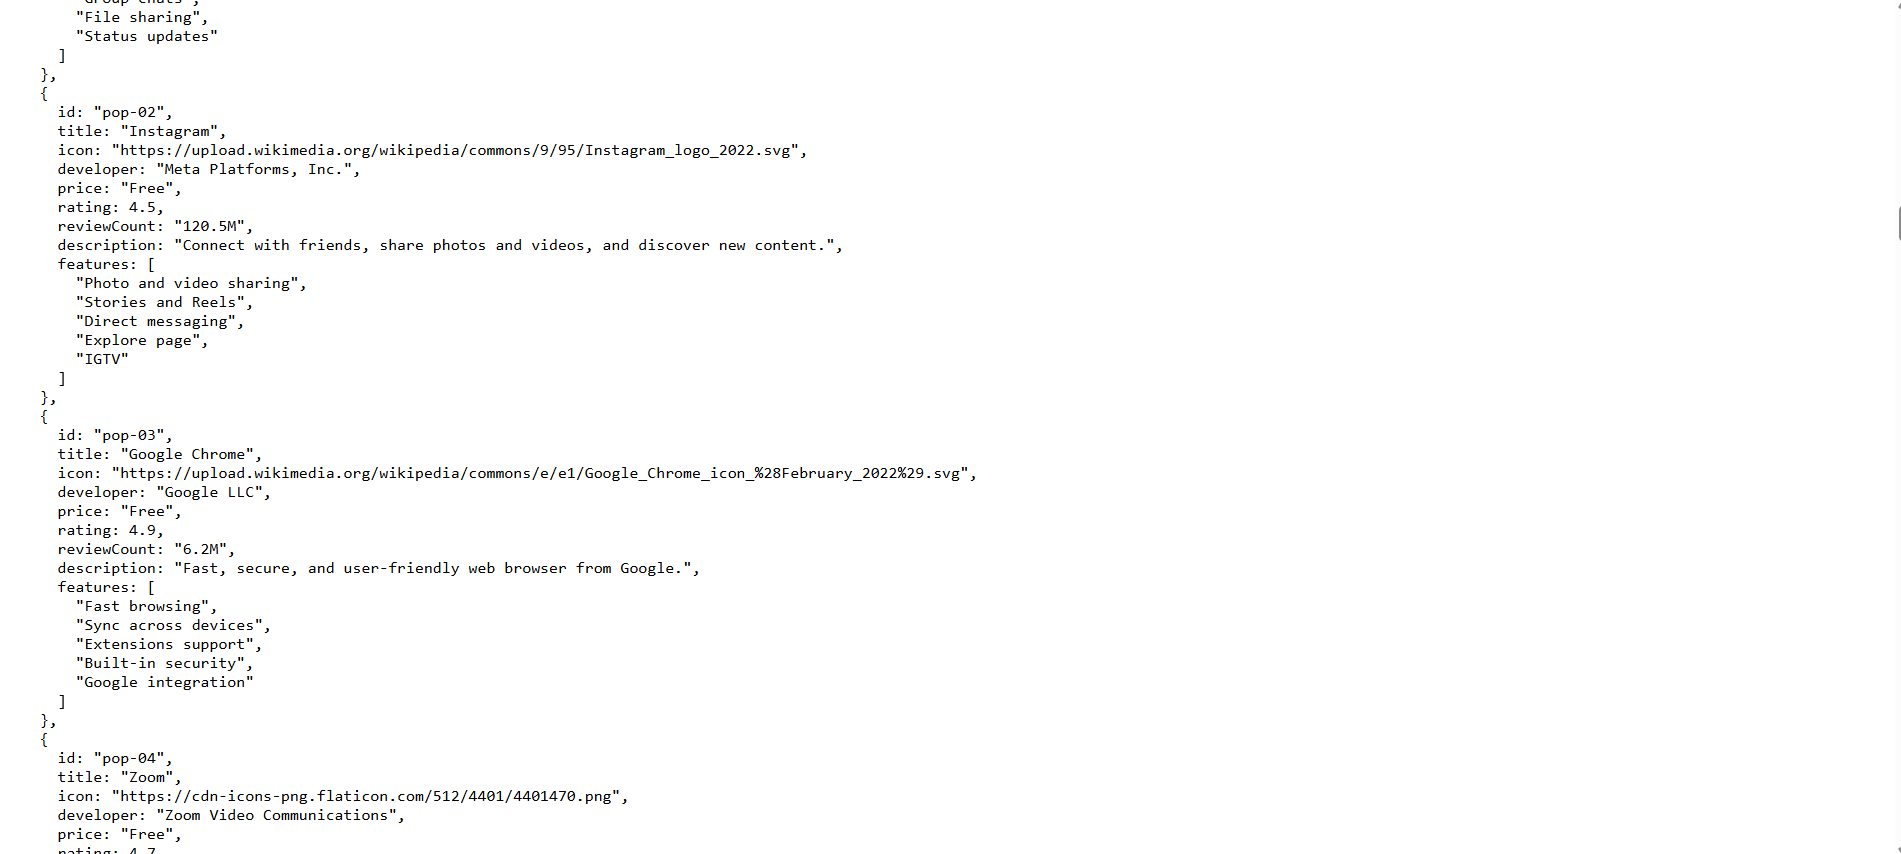 "Group chats",
"File sharing",
"Status updates"
]
},
{
id: "pop-02",
title: "Instagram",
icon: "https://upload.wikimedia.org/wikipedia/commons/9/95/Instagram_logo_2022.svg",
developer: "Meta Platforms, Inc.",
price: "Free",
rating: 4.5,
reviewCount: "120.5M",
description: "Connect with friends, share photos and videos, and discover new content.",
features: [
"Photo and video sharing",
"Stories and Reels",
"Direct messaging",
"Explore page",
"IGTV"
]
},
{
id: "pop-03",
title: "Google Chrome",
icon: "https://upload.wikimedia.org/wikipedia/commons/e/e1/Google_Chrome_icon_%28February_2022%29.svg",
developer: "Google LLC",
price: "Free",
rating: 4.9,
reviewCount: "6.2M",
description: "Fast, secure, and user-friendly web browser from Google.",
features: [
"Fast browsing",
"Sync across devices",
"Extensions support",
"Built-in security",
"Google integration"
]
},
{
id: "pop-04",
title: "Zoom",
icon: "https://cdn-icons-png.flaticon.com/512/4401/4401470.png",
developer: "Zoom Video Communications",
price: "Free",
rating: 4.7